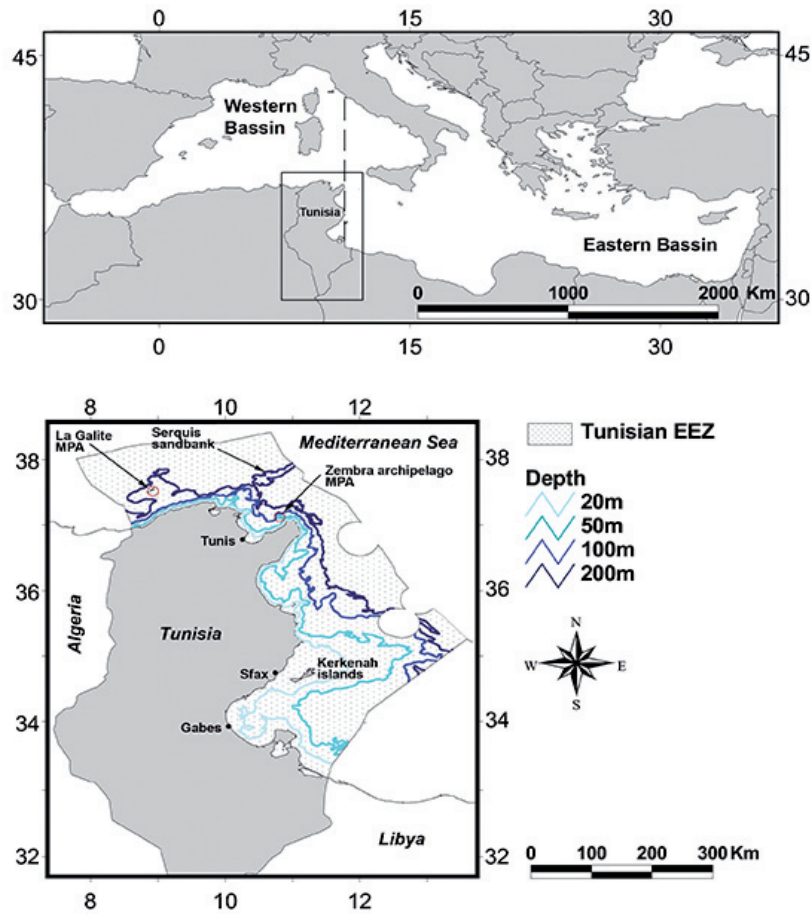 0 15 30
45 45
Western
Basin
Tunisia
Eastern Basin
0 1000 2000 Km
30 30
0 15 30
8 10 12
La Galite
MPA
Serquis
sandbank
Mediterranean Sea
Tunisian EEZ
38 38
Zembra archipelago
MPA
Depth
20m
50m
100m
200m
Tunis
36 36
Algeria
Tunisia
N
W E
S
Sfax
Kerkenah
islands
34 34
Gabes
Libya
32 32
0 100 200 300 Km
8 10 12